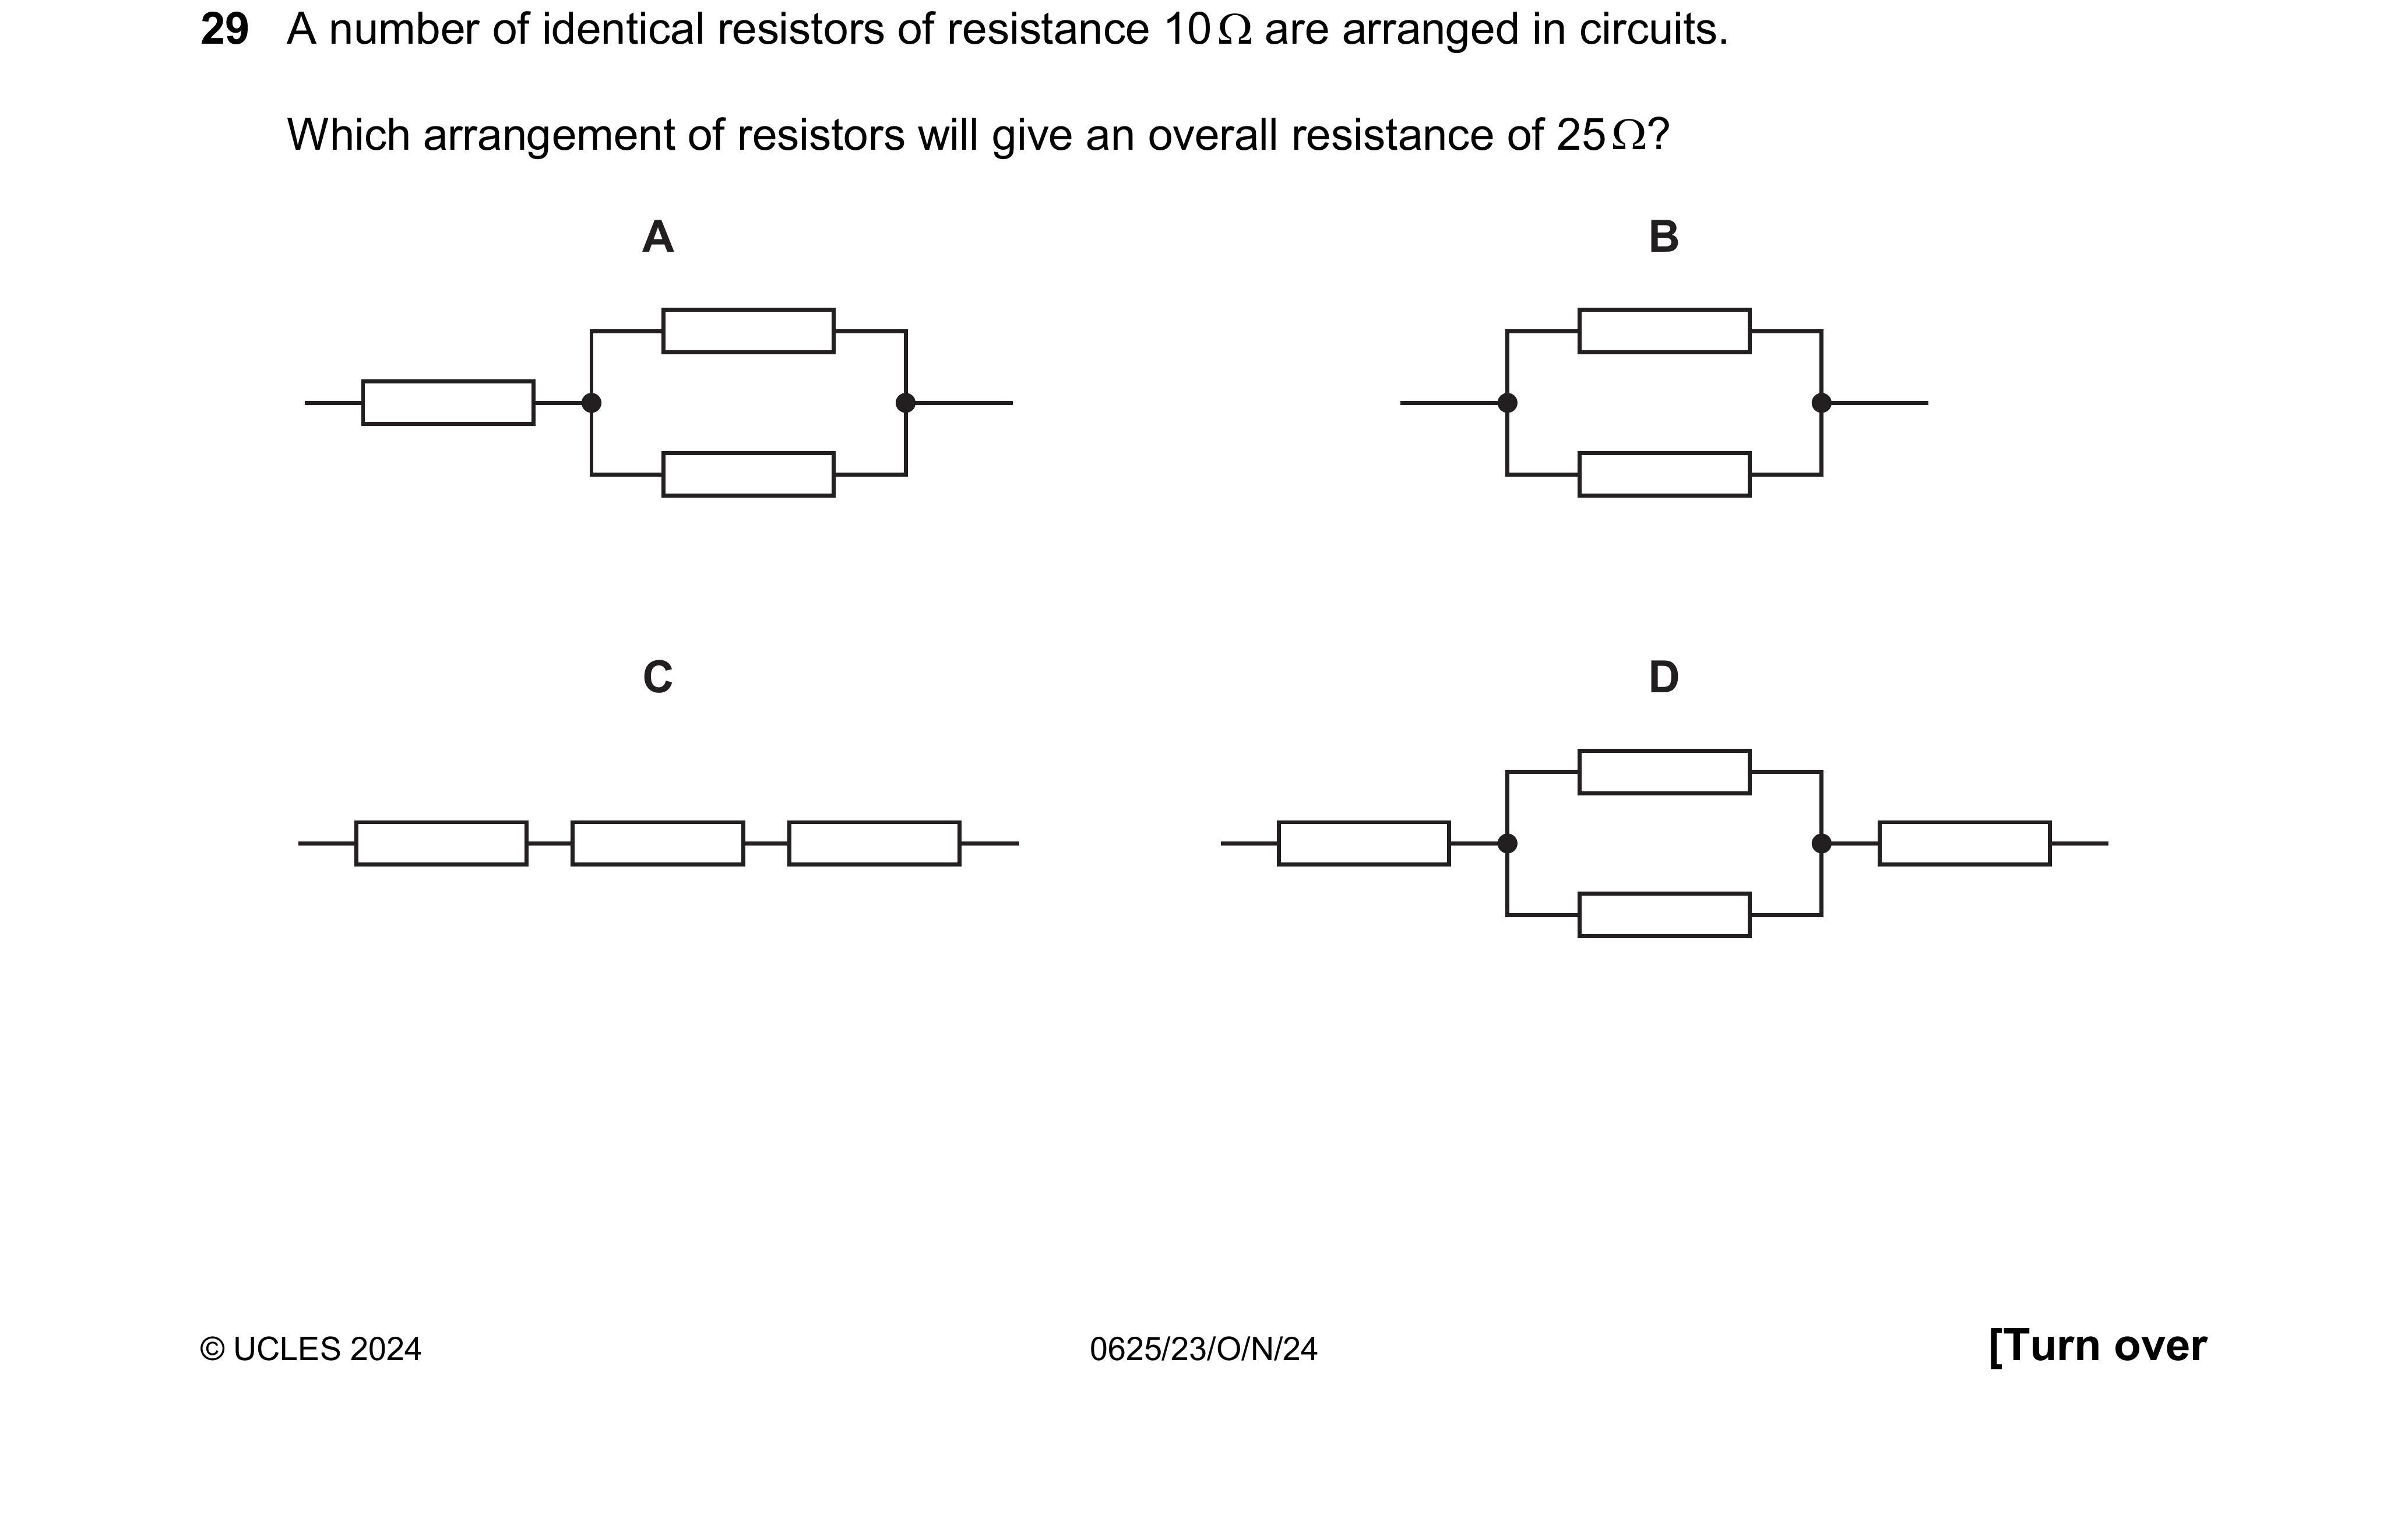 29 A number of identical resistors of resistance 10 Ω are arranged in circuits.
Which arrangement of resistors will give an overall resistance of 25 Ω?
A
B
C
D
© UCLES 2024
0625/23/O/N/24
[Turn over